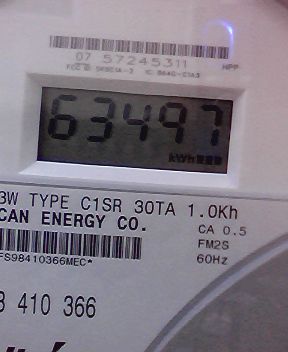 07 57245311
HPP
63497
kWh
3W TYPE C1SR 30TA 1.0Kh
CAN ENERGY CO.
CA 0.5
FM2S
60Hz
FS98410366MEC*
3 410 366